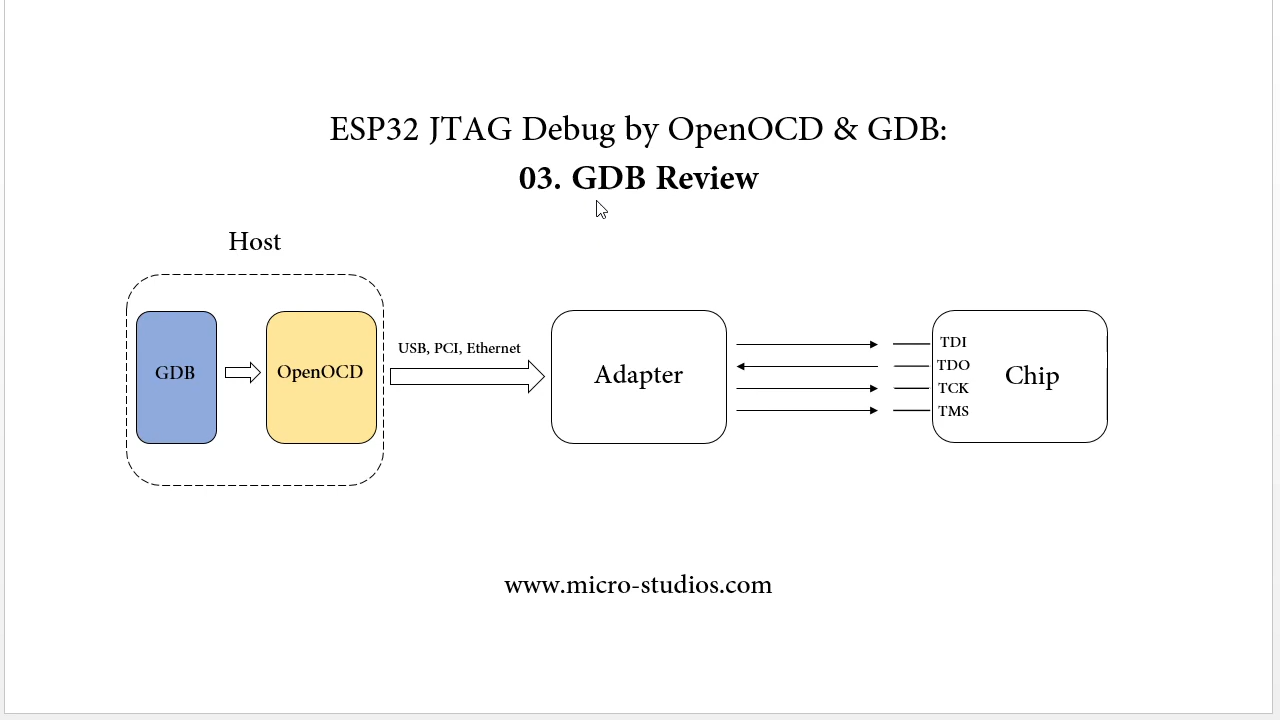 ESP32 JTAG Debug by OpenOCD & GDB:
03. GDB Review
Host
GDB
OpenOCD
USB, PCI, Ethernet
Adapter
TDI
TDO
TCK
TMS
Chip
www.micro-studios.com